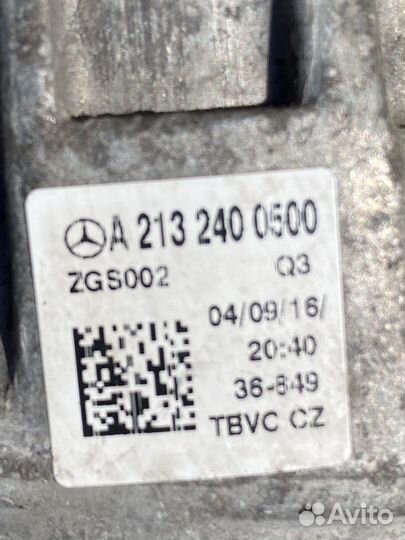 A 213 240 0500
ZGS002 Q3
04/09/16/
20:40
36-849
TBVC CZ
Avito